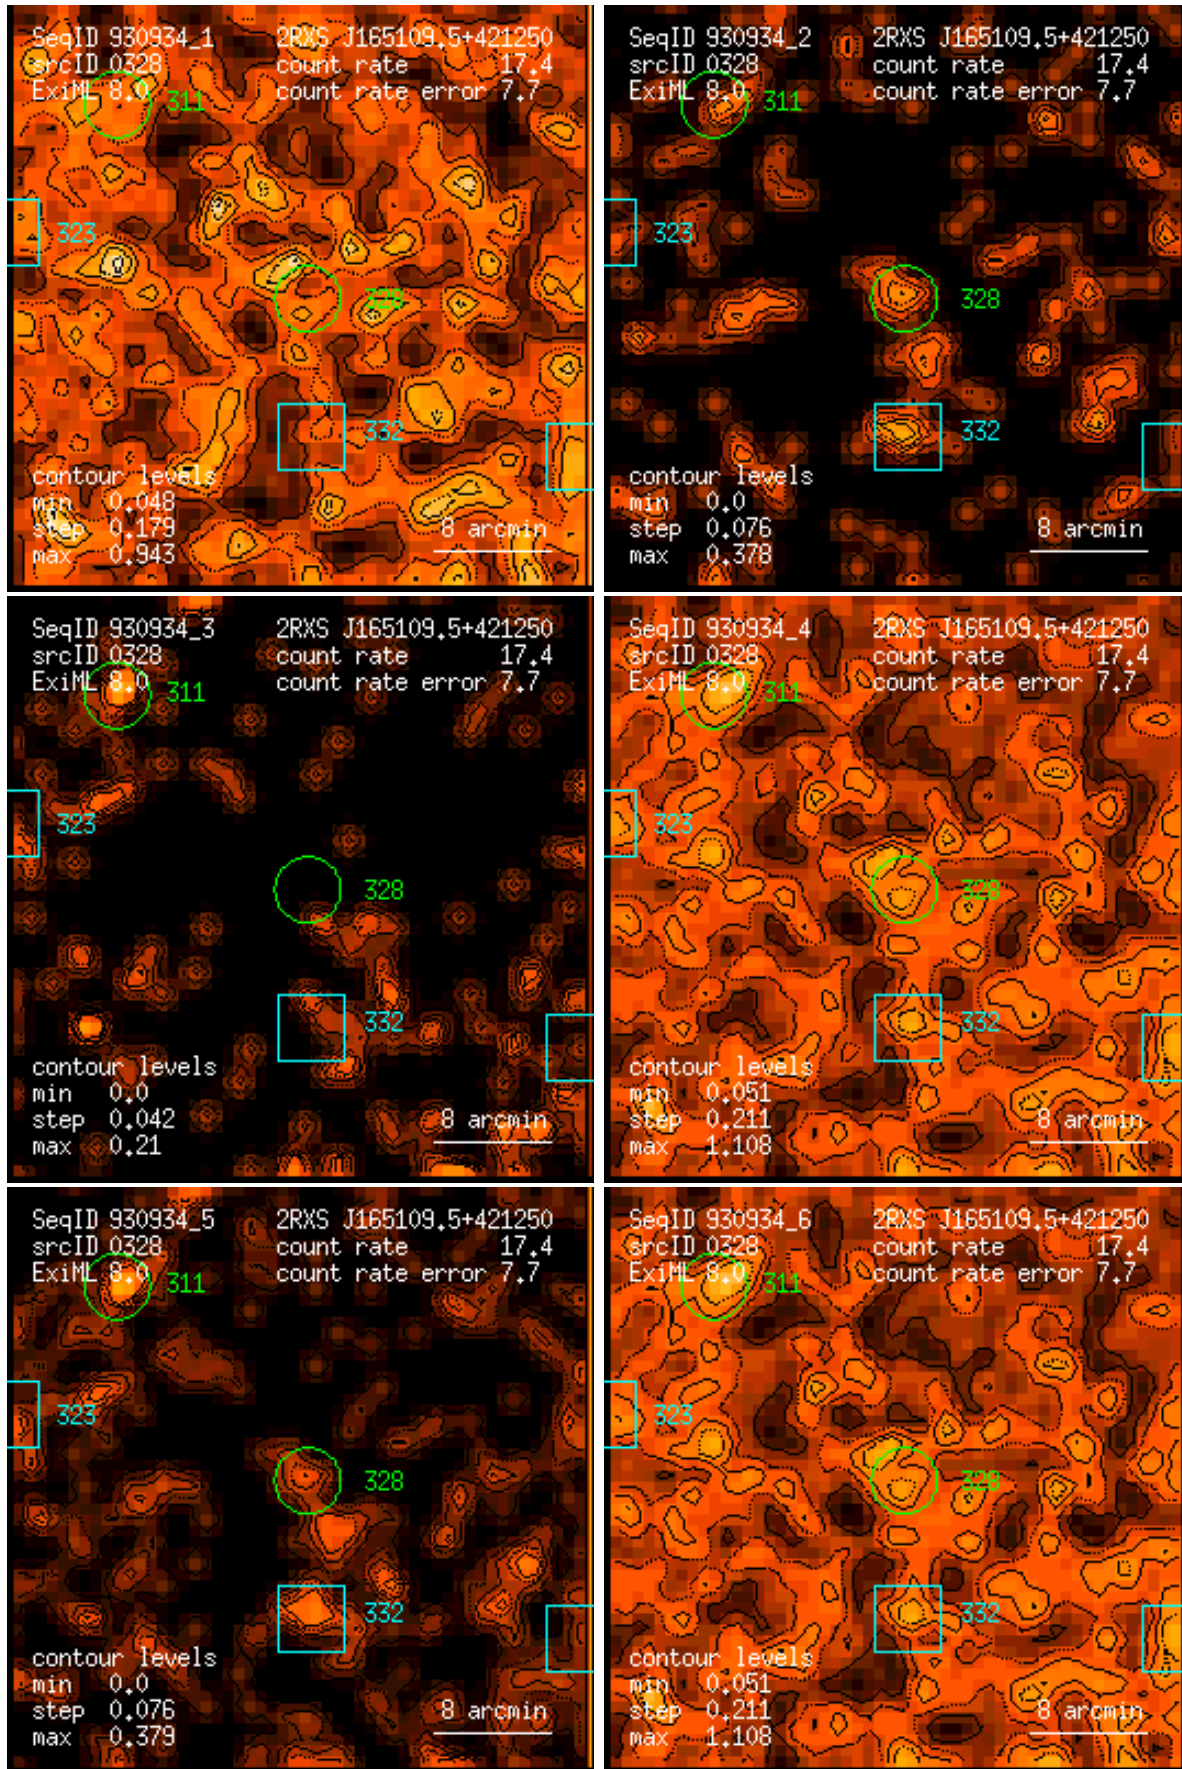 SeqID 930934_1 2RXS J165109.5+421250
srcID 0328 count rate 17.4
ExiML 8.0 count rate error 7.7
311
323
328
332
contour levels
min 0.048
step 0.179
max 0.943
8 arcmin
SeqID 930934_2 2RXS J165109.5+421250
srcID 0328 count rate 17.4
ExiML 8.0 count rate error 7.7
311
323
328
332
contour levels
min 0.0
step 0.076
max 0.378
8 arcmin
SeqID 930934_3 2RXS J165109.5+421250
srcID 0328 count rate 17.4
ExiML 8.0 count rate error 7.7
311
323
328
332
contour levels
min 0.0
step 0.042
max 0.21
8 arcmin
SeqID 930934_4 2RXS J165109.5+421250
srcID 0328 count rate 17.4
ExiML 8.0 count rate error 7.7
311
323
328
332
contour levels
min 0.051
step 0.211
max 1.108
8 arcmin
SeqID 930934_5 2RXS J165109.5+421250
srcID 0328 count rate 17.4
ExiML 8.0 count rate error 7.7
311
323
328
332
contour levels
min 0.0
step 0.076
max 0.379
8 arcmin
SeqID 930934_6 2RXS J165109.5+421250
srcID 0328 count rate 17.4
ExiML 8.0 count rate error 7.7
311
323
328
332
contour levels
min 0.051
step 0.211
max 1.108
8 arcmin